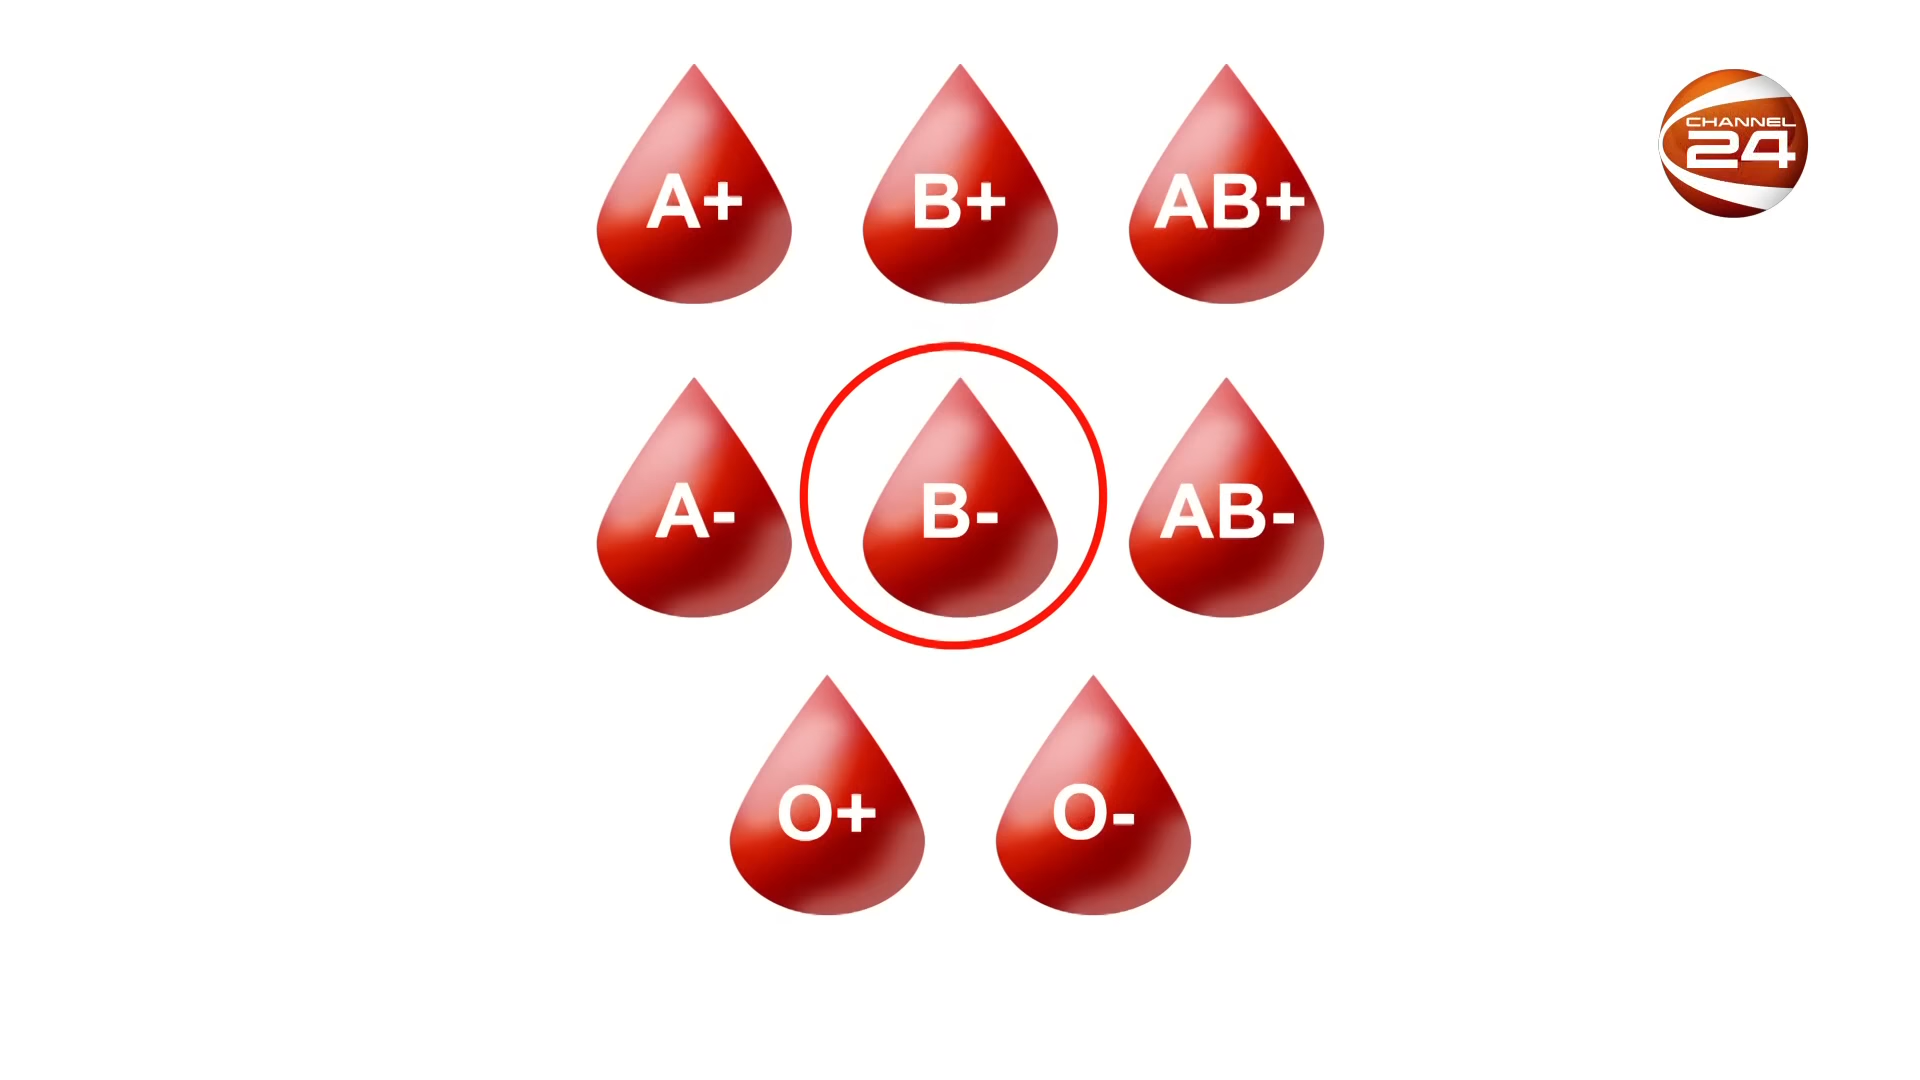 A+ B+ AB+
CHANNEL
24
A- B- AB-
O+ O-